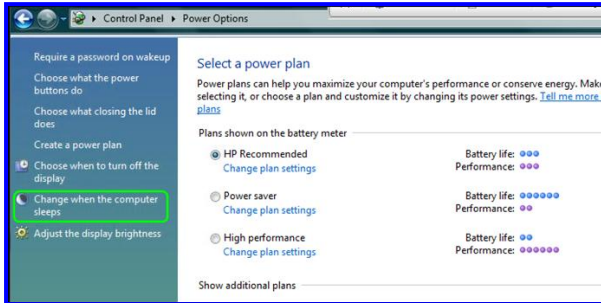 Control Panel ▸ Power Options
Require a password on wakeup
Choose what the power
buttons do
Choose what closing the lid
does
Create a power plan
Choose when to turn off the
display
Change when the computer
sleeps
Adjust the display brightness
Select a power plan
Power plans can help you maximize your computer's performance or conserve energy. Make
selecting it, or choose a plan and customize it by changing its power settings. Tell me more
plans
Plans shown on the battery meter
HP Recommended Battery life:
Change plan settings Performance:
Power saver Battery life:
Change plan settings Performance:
High performance Battery life:
Change plan settings Performance:
Show additional plans